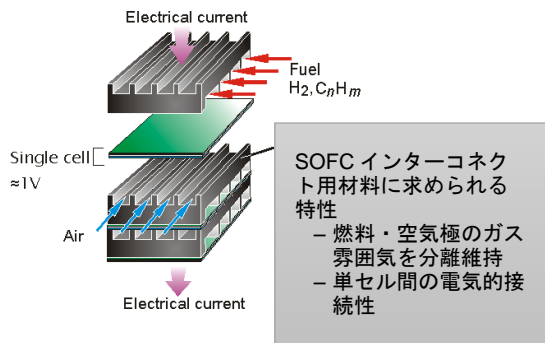 Electrical current
Fuel
H2, CnHm
Single cell
≈1V
Air
Electrical current
SOFC インターコネク
ト用材料に求められる
特性
– 燃料・空気極のガス
雰囲気を分離維持
– 単セル間の電気的接
続性